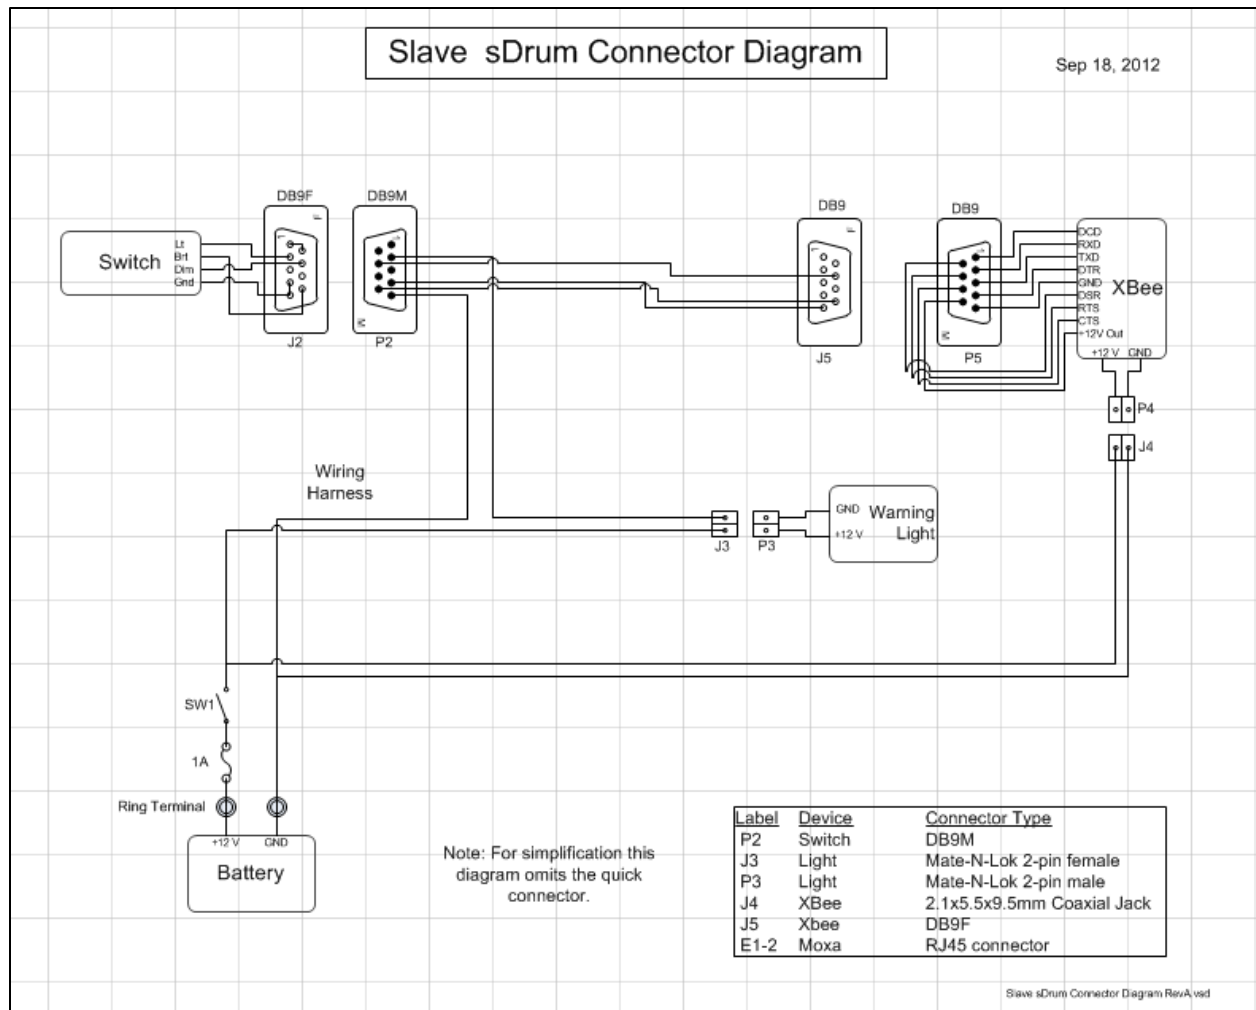 Slave sDrum Connector Diagram
Sep 18, 2012
DB9F
DB9M
DB9
DB9
Switch
Lt
Brt
Dim
Gnd
J2
P2
J5
P5
DCD
RXD
TXD
DTR
GND
DSR
RTS
CTS
+12V Out
XBee
+12 V GND
P4
J4
Wiring
Harness
J3
P3
GND
+12 V
Warning
Light
SW1
1A
Ring Terminal
+12 V GND
Battery
Note: For simplification this
diagram omits the quick
connector.
Label Device Connector Type
P2 Switch DB9M
J3 Light Mate-N-Lok 2-pin female
P3 Light Mate-N-Lok 2-pin male
J4 XBee 2.1x5.5x9.5mm Coaxial Jack
J5 Xbee DB9F
E1-2 Moxa RJ45 connector
Slave sDrum Connector Diagram RevA.vsd